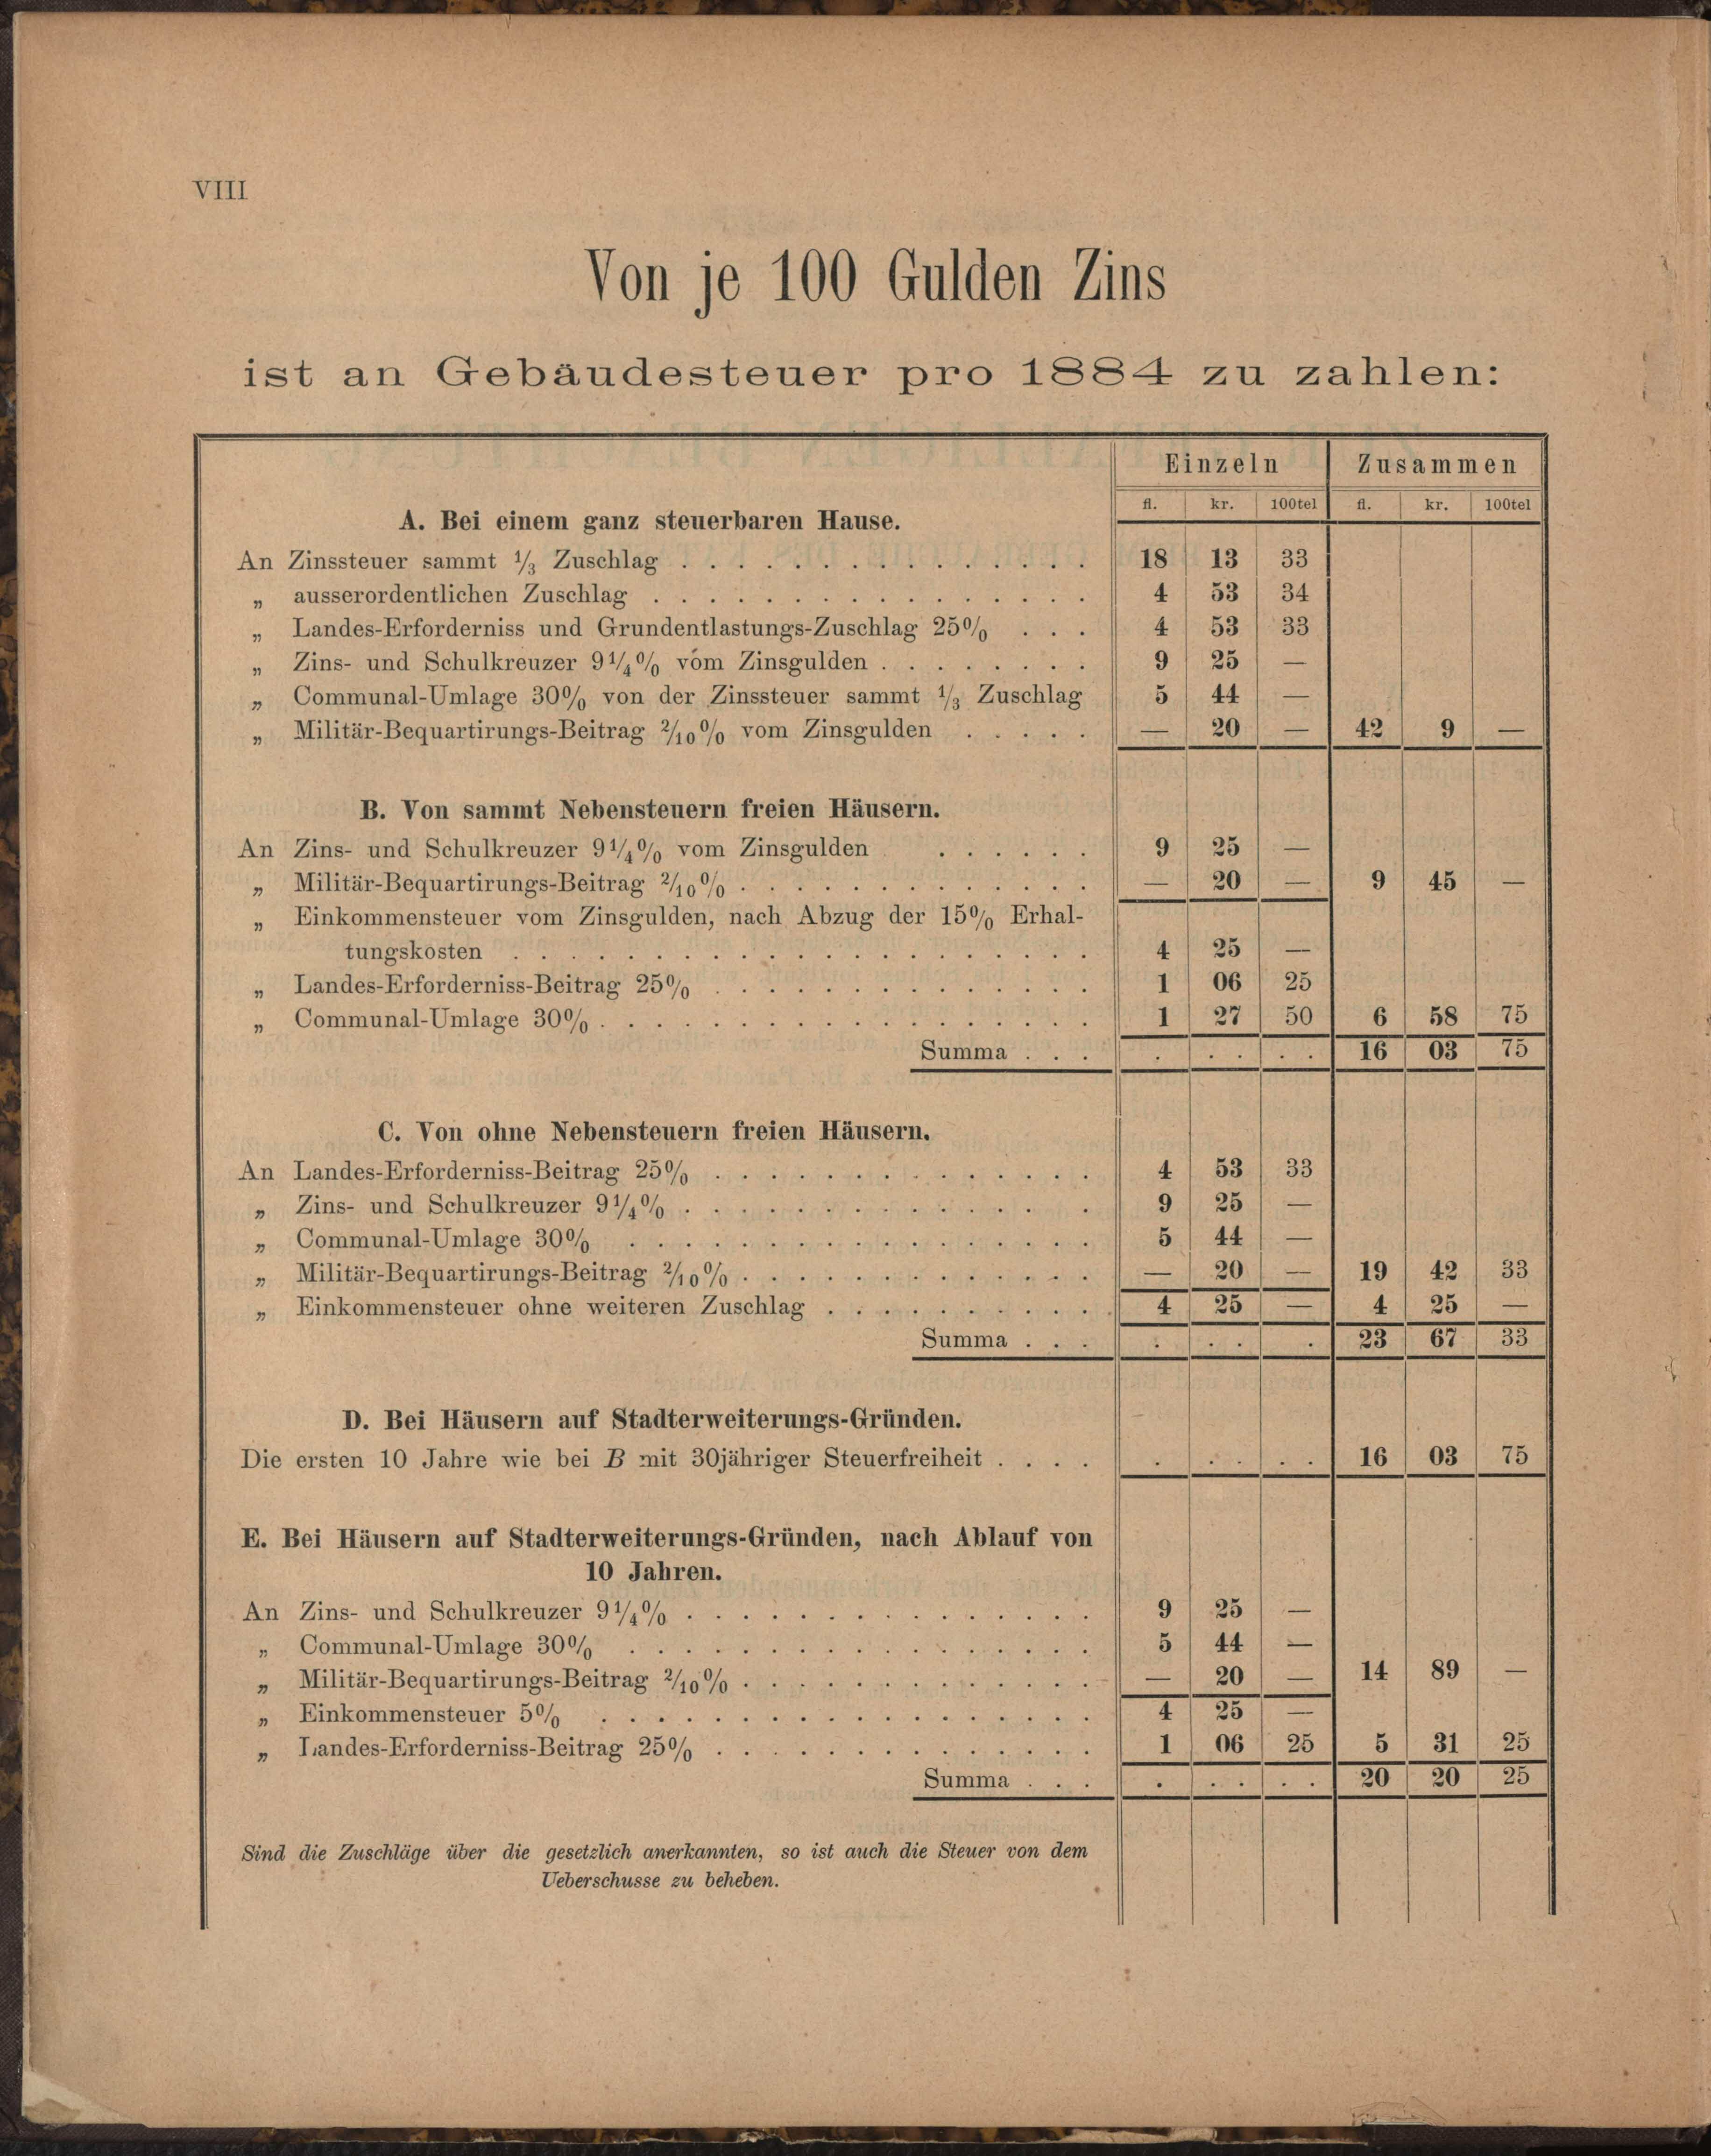 VIII
Von je 100 Gulden Zins
ist an Gebäudesteuer pro 1884 zu zahlen:
Einzeln Zusammen
fl. kr. 100tel fl. kr. 100tel
A. Bei einem ganz steuerbaren Hause.
An Zinssteuer sammt 1/3 Zuschlag . . . . . . . . . . . . . . . 18 13 33
„ ausserordentlichen Zuschlag . . . . . . . . . . . . . . . . 4 53 34
„ Landes-Erforderniss und Grundentlastungs-Zuschlag 25% . . . 4 53 33
„ Zins- und Schulkreuzer 9 1/4% vom Zinsgulden . . . . . . . . 9 25 —
„ Communal-Umlage 30% von der Zinssteuer sammt 1/3 Zuschlag 5 44 —
„ Militär-Bequartirungs-Beitrag 2/10% vom Zinsgulden . . . . . — 20 — 42 9 —
B. Von sammt Nebensteuern freien Häusern.
An Zins- und Schulkreuzer 9 1/4% vom Zinsgulden . . . . . . 9 25 —
„ Militär-Bequartirungs-Beitrag 2/10% . . . . . . . . . . . . . — 20 — 9 45 —
„ Einkommensteuer vom Zinsgulden, nach Abzug der 15% Erhal-
tungskosten . . . . . . . . . . . . . . . . . . . . . 4 25 —
„ Landes-Erforderniss-Beitrag 25% . . . . . . . . . . . . . . 1 06 25
„ Communal-Umlage 30% . . . . . . . . . . . . . . . . . . 1 27 50 6 58 75
Summa . . . . . . . . 16 03 75
C. Von ohne Nebensteuern freien Häusern.
An Landes-Erforderniss-Beitrag 25% . . . . . . . . . . . . . . 4 53 33
„ Zins- und Schulkreuzer 9 1/4% . . . . . . . . . . . . . . . 9 25 —
„ Communal-Umlage 30% . . . . . . . . . . . . . . . . . 5 44 —
„ Militär-Bequartirungs-Beitrag 2/10% . . . . . . . . . . . . . — 20 — 19 42 33
„ Einkommensteuer ohne weiteren Zuschlag . . . . . . . . . . 4 25 — 4 25 —
Summa . . . . . . . 23 67 33
D. Bei Häusern auf Stadterweiterungs-Gründen.
Die ersten 10 Jahre wie bei B mit 30jähriger Steuerfreiheit . . . . . . . . . 16 03 75
E. Bei Häusern auf Stadterweiterungs-Gründen, nach Ablauf von
10 Jahren.
An Zins- und Schulkreuzer 9 1/4% . . . . . . . . . . . . . . . 9 25 —
„ Communal-Umlage 30% . . . . . . . . . . . . . . . . . 5 44 —
„ Militär-Bequartirungs-Beitrag 2/10% . . . . . . . . . . . . . — 20 — 14 89 —
„ Einkommensteuer 5% . . . . . . . . . . . . . . . . . . 4 25 —
„ Landes-Erforderniss-Beitrag 25% . . . . . . . . . . . . . . 1 06 25 5 31 25
Summa . . . . . . . . 20 20 25
Sind die Zuschläge über die gesetzlich anerkannten, so ist auch die Steuer von dem
Ueberschusse zu beheben.